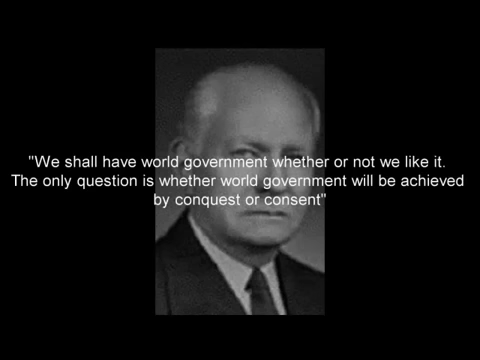 "We shall have world government whether or not we like it.
The only question is whether world government will be achieved
by conquest or consent"